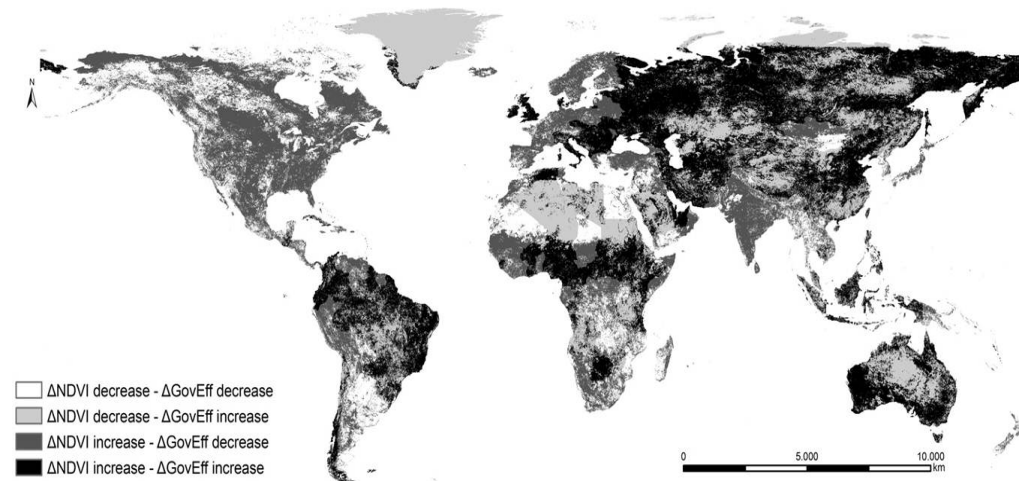 N
ΔNDVI decrease - ΔGovEff decrease
ΔNDVI decrease - ΔGovEff increase
ΔNDVI increase - ΔGovEff decrease
ΔNDVI increase - ΔGovEff increase
0 5.000 10.000
km